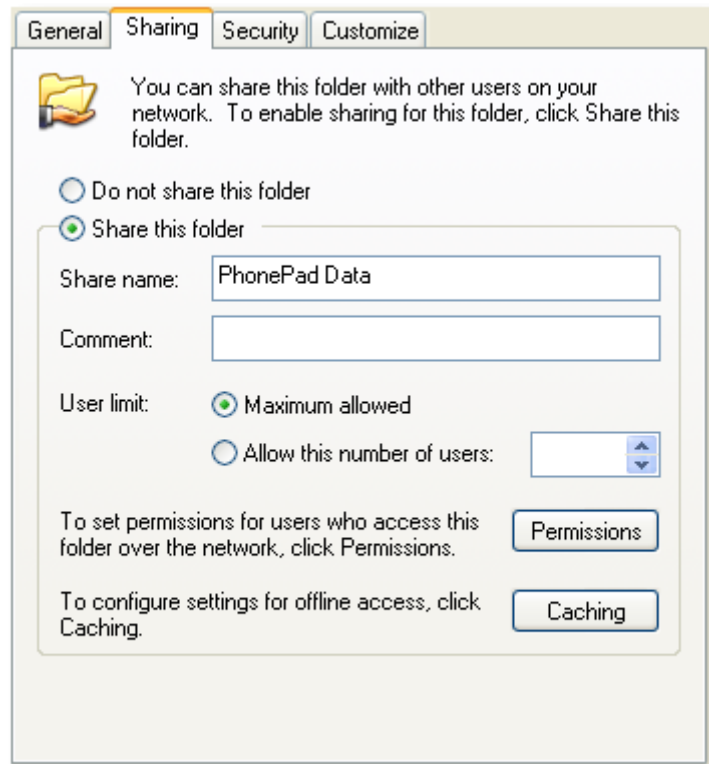 General Sharing Security Customize
You can share this folder with other users on your
network. To enable sharing for this folder, click Share this
folder.
Do not share this folder
Share this folder
Share name: PhonePad Data
Comment:
User limit: Maximum allowed
Allow this number of users:
To set permissions for users who access this
folder over the network, click Permissions.
Permissions
To configure settings for offline access, click
Caching.
Caching